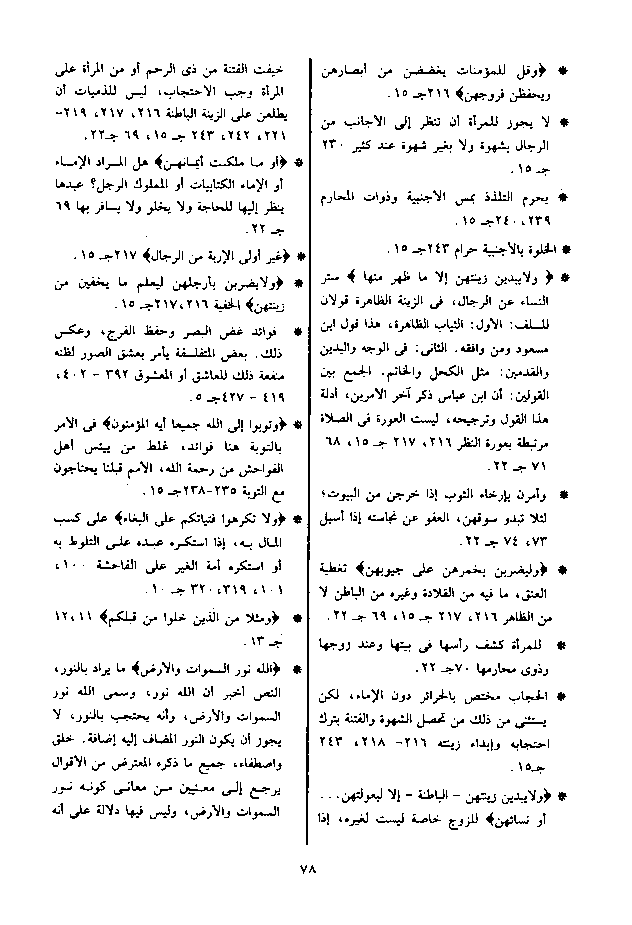 * ﴿وقل للمؤمنات يغضضن من أبصارهن
ويحفظن فروجهن﴾ ٢١٦جـ ١٥.
* لا يجوز للمرأة أن تنظر إلى الأجانب من
الرجال بشهوة ولا بغير شهوة عند كثير ٢٣٠
جـ ١٥.
* يحرم التلذذ بمس الأجنبية وذوات المحارم
٢٣٩، ٢٤٠جـ ١٥.
* الخلوة بالأجنبية حرام ٢٤٣جـ ١٥.
* ﴿ ولايبدين زينتهن إلا ما ظهر منها ﴾ ستر
النساء عن الرجال، فى الزينة الظاهرة قولان
للسلف: الأول: الثياب الظاهرة، هذا قول ابن
مسعود ومن وافقه. الثانى: فى الوجه واليدين
والقدمين: مثل الكحل والخاتم. الجمع بين
القولين: أن ابن عباس ذكر آخر الأمرين، أدلة
هذا القول وترجيحه، ليست العورة فى الصلاة
مرتبطة بعورة النظر ٢١٦، ٢١٧ جـ ١٥، ٦٨
٧١ جـ ٢٢.
* وأمرن بإرخاء الثوب إذا خرجن من البيوت؛
لئلا تبدو سوقهن، العفو عن نجاسته إذا أسبل
٧٣، ٧٤ جـ ٢٢.
* ﴿وليضربن بخمرهن على جيوبهن﴾ تغطية
العنق، ما فيه من القلادة وغيره من الباطن لا
من الظاهر ٢١٦، ٢١٧ جـ ١٥، ٦٩ جـ ٢٢.
* للمرأة كشف رأسها فى بيتها وعند زوجها
وذوى محارمها ٧٠جـ ٢٢.
* الحجاب مختص بالحرائر دون الإماء، لكن
يستثنى من ذلك من تحصل الشهوة والفتنة بترك
احتجابه وإبداء زينته ٢١٦- ٢١٨، ٢٤٣
جـ١٥.
* ﴿ولايبدين زينتهن - الباطنة - إلا لبعولتهن...
أو نسائهن﴾ للزوج خاصة ليست لغيره، إذا
خيفت الفتنة من ذى الرحم أو من المرأة على
المرأة وجب الاحتجاب، ليس للذميات أن
يطلعن على الزينة الباطنة ٢١٦، ٢١٧، ٢١٩-
٢٢١، ٢٤٢، ٢٤٣ جـ ١٥، ٦٩ جـ٢٢.
* ﴿أو ما ملكت أيمانهن﴾ هل المراد الإماء
أو الإماء الكتابيات أو المملوك الرجل؟ عبدها
ينظر إليها للحاجة ولا يخلو ولا يسافر بها ٦٩
جـ ٢٢.
* ﴿غير أولى الإربة من الرجال﴾ ٢١٧جـ ١٥.
* ﴿ولايضربن بأرجلهن ليعلم ما يخفين من
زينتهن﴾ الخفية ٢١٦، ٢١٧جـ ١٥.
* فوائد غض البصر وحفظ الفرج، وعكس
ذلك. بعض المتفلسفة يأمر بعشق الصور لظنه
منفعة ذلك للعاشق أو المعشوق ٣٩٢ - ٤٠٢،
٤١٩ - ٤٢٧جـ ٥.
* ﴿وتوبوا إلى الله جميعا أيه المؤمنون﴾ فى الأمر
بالتوبة هنا فوائد، غلط من ييئس أهل
الفواحش من رحمة الله، الأمم قبلنا يحتاجون
مع التوبة ٢٣٥-٢٣٨جـ ١٥.
* ﴿ولا تكرهوا فتياتكم على البغاء﴾ على كسب
المال به، إذا استكره عبده على التلوط به
أو استكره أمة الغير على الفاحشة ١٠٠،
١٠١، ٣١٩، ٣٢٠ جـ ١٠.
* ﴿ومثلا من الذين خلوا من قبلكم﴾ ١١، ١٢
جـ ١٣.
* ﴿الله نور السموات والأرض﴾ ما يراد بالنور،
النص أخبر أن الله نور، وسمى الله نور
السموات والأرض، وأنه يحتجب بالنور، لا
يجوز أن يكون النور المضاف إليه إضافة. خلق
واصطفاء، جميع ما ذكره المعترض من الأقوال
يرجع إلى معنيين من معانى كونه نور
السموات والأرض، وليس فيها دلالة على أنه
٧٨